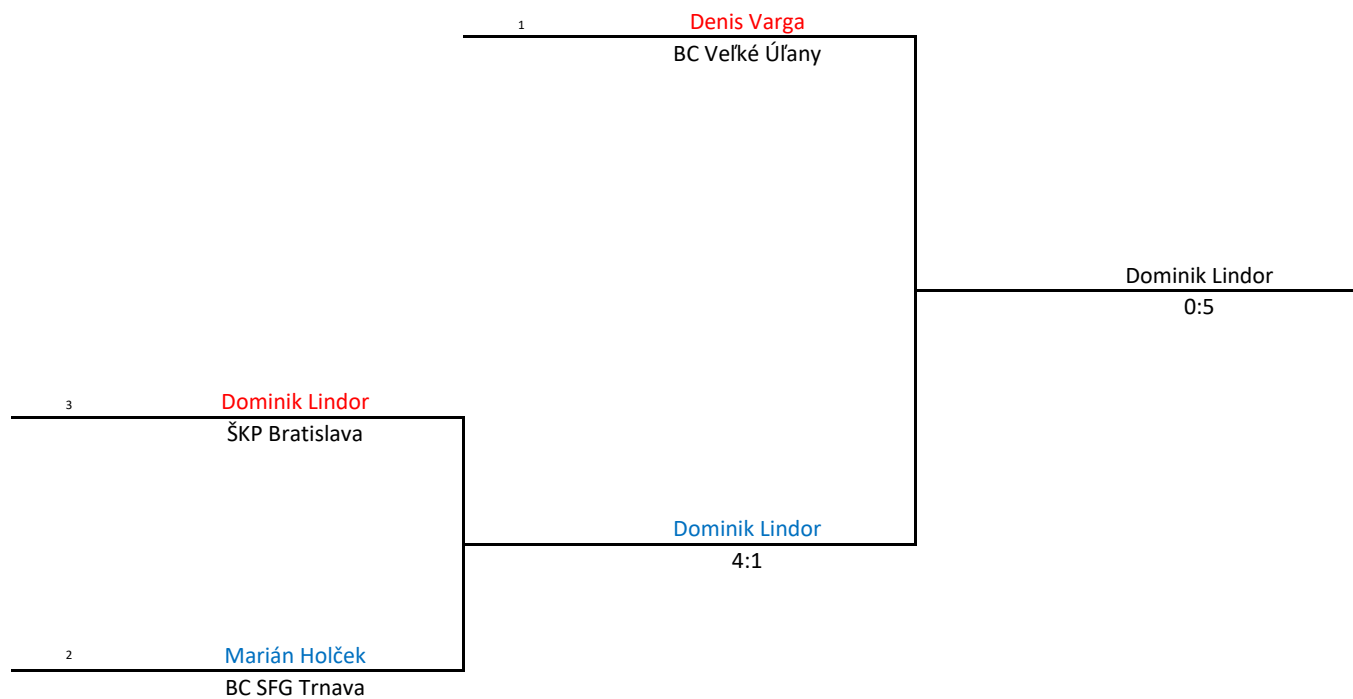 1 Denis Varga
BC Veľké Úľany
Dominik Lindor
0:5
3 Dominik Lindor
ŠKP Bratislava
Dominik Lindor
4:1
2 Marián Holček
BC SFG Trnava